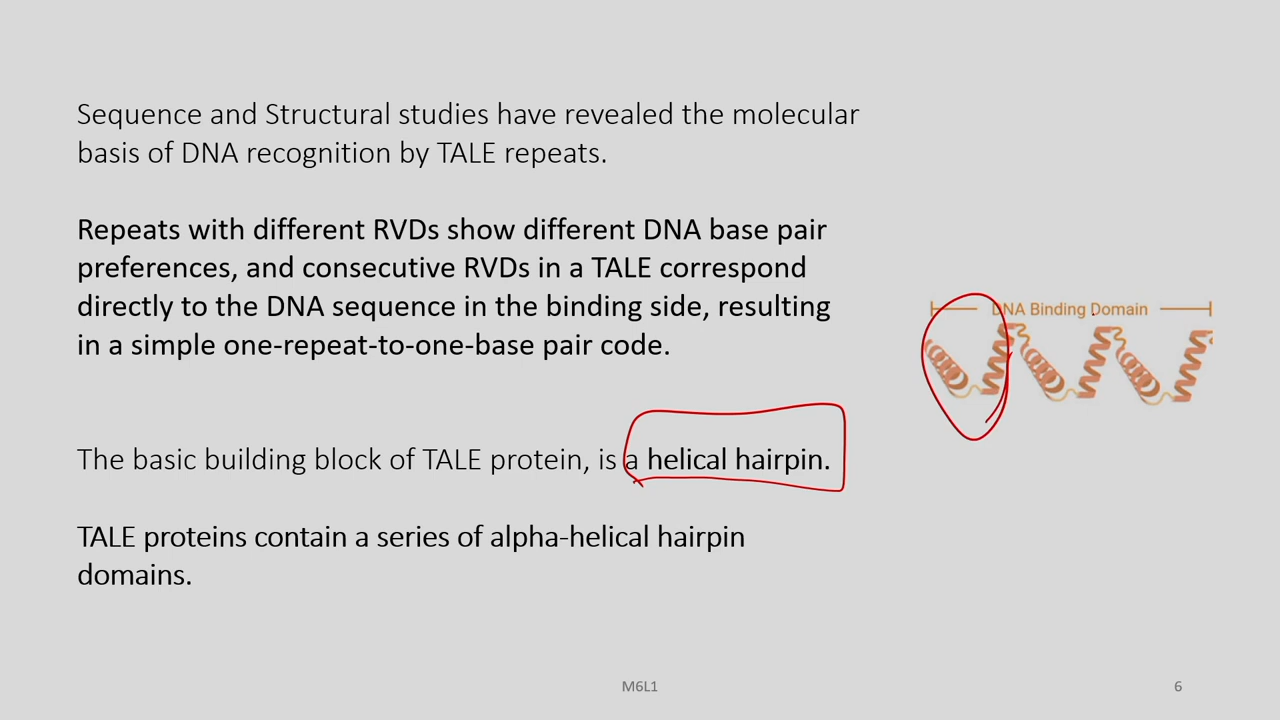 Sequence and Structural studies have revealed the molecular
basis of DNA recognition by TALE repeats.
Repeats with different RVDs show different DNA base pair
preferences, and consecutive RVDs in a TALE correspond
directly to the DNA sequence in the binding side, resulting
in a simple one-repeat-to-one-base pair code.
DNA Binding Domain
The basic building block of TALE protein, is a helical hairpin.
TALE proteins contain a series of alpha-helical hairpin
domains.
M6L1
6